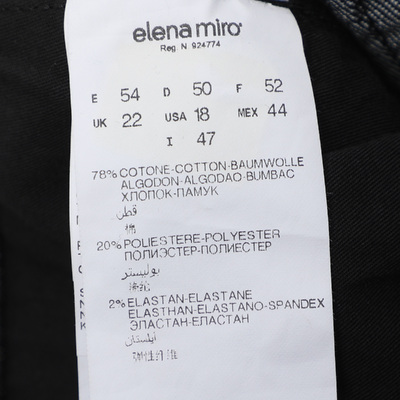 elena miro
Reg. N 924774
E 54 D 50 F 52
UK 22 USA 18 MEX 44
I 47
78% COTONE-COTTON-BAUMWOLLE
ALGODON-ALGODAO-BUMBAC
ХЛОПОК-ПАМУК
قطن
棉
20% POLIESTERE-POLYESTER
ПОЛИЭСТЕР-ПОЛИЕСТЕР
بوليستر
2% ELASTAN-ELASTANE
ELASTHAN-ELASTANO-SPANDEX
ЭЛАСТАН-ЕЛАСТАН